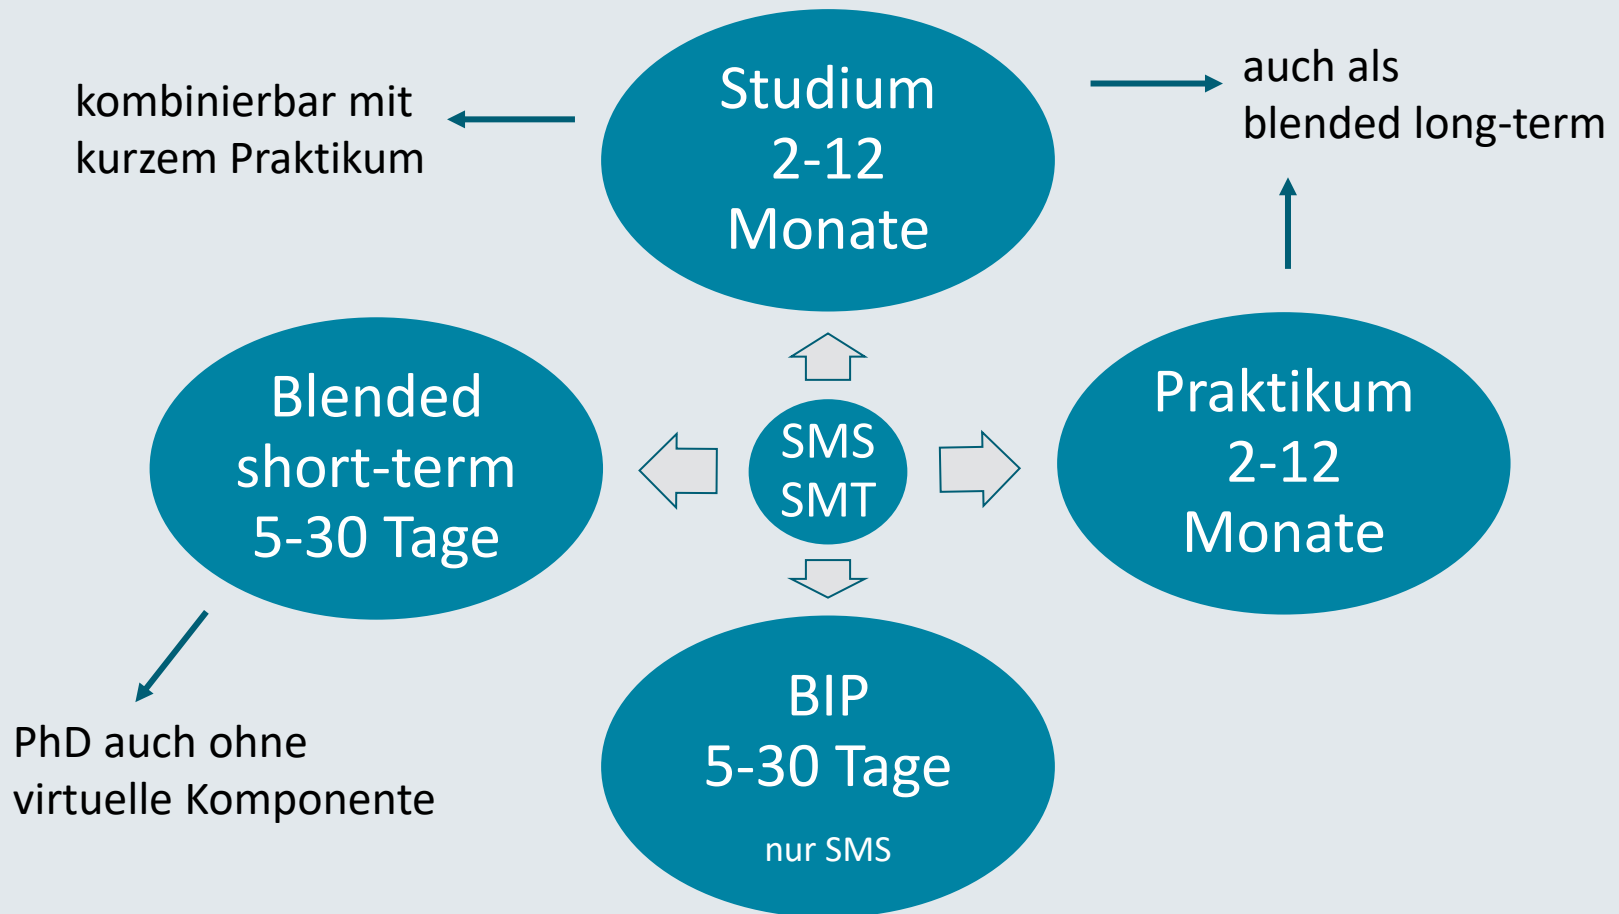 Studium
2-12
Monate
kombinierbar mit
kurzem Praktikum
auch als
blended long-term
Blended
short-term
5-30 Tage
SMS
SMT
Praktikum
2-12
Monate
PhD auch ohne
virtuelle Komponente
BIP
5-30 Tage
nur SMS